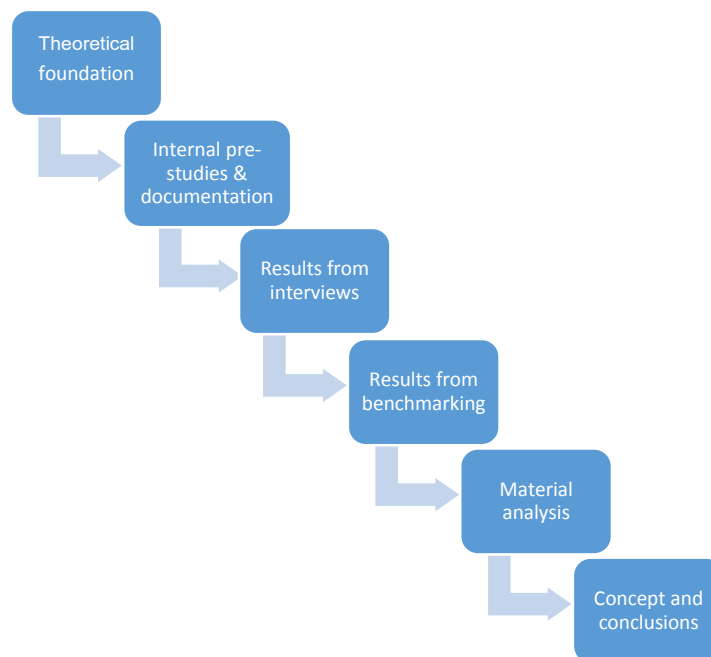 Theoretical
foundation
Internal pre-
studies &
documentation
Results from
interviews
Results from
benchmarking
Material
analysis
Concept and
conclusions